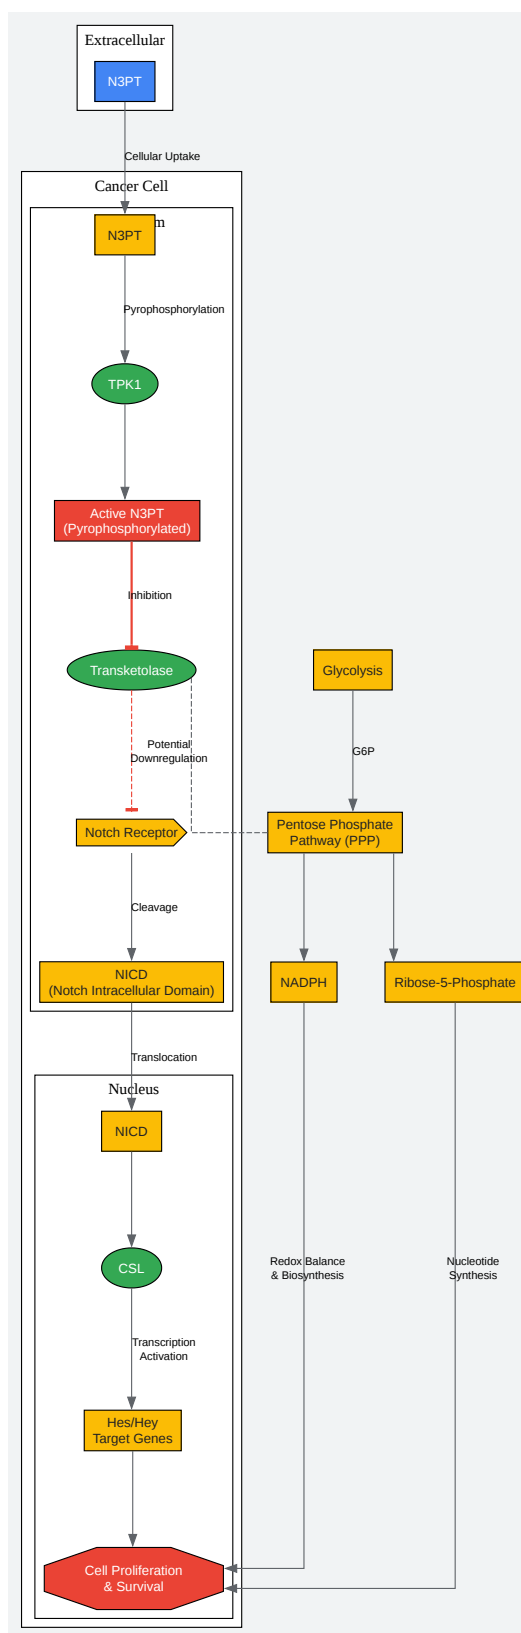 Extracellular
N3PT
Cellular Uptake
Cancer Cell
N3PT
Pyrophosphorylation
TPK1
Active N3PT
(Pyrophosphorylated)
Inhibition
Transketolase
Glycolysis
Potential
Downregulation
G6P
Notch Receptor
Pentose Phosphate
Pathway (PPP)
Cleavage
NICD
(Notch Intracellular Domain)
NADPH
Ribose-5-Phosphate
Translocation
Nucleus
NICD
CSL
Redox Balance
& Biosynthesis
Nucleotide
Synthesis
Transcription
Activation
Hes/Hey
Target Genes
Cell Proliferation
& Survival